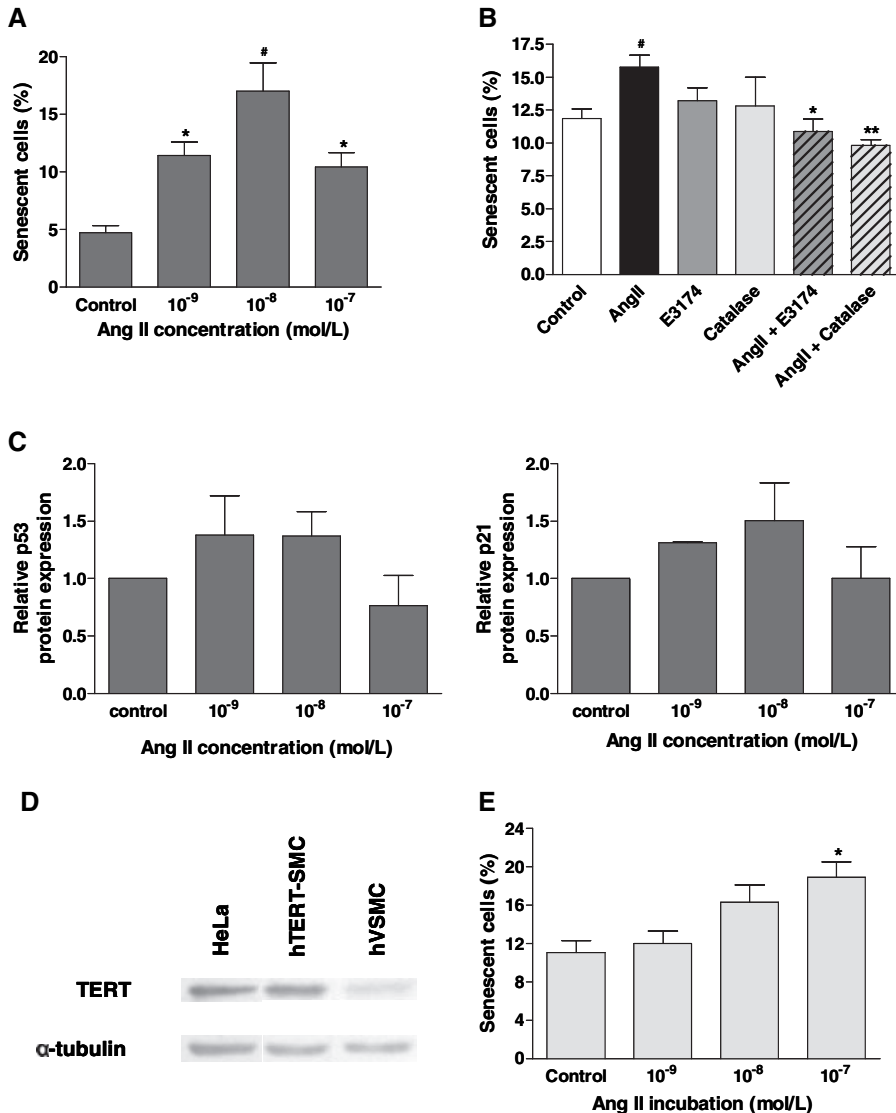 A
Senescent cells (%)
20
15
10
5
0
#
*
*
Control 10⁻⁹ 10⁻⁸ 10⁻⁷
Ang II concentration (mol/L)
B
Senescent cells (%)
17.5
15.0
12.5
10.0
7.5
5.0
2.5
0.0
#
*
**
Control
AngII
E3174
Catalase
AngII + E3174
AngII + Catalase
C
Relative p53
protein expression
2.0
1.5
1.0
0.5
0.0
control 10⁻⁹ 10⁻⁸ 10⁻⁷
Ang II concentration (mol/L)
Relative p21
protein expression
2.0
1.5
1.0
0.5
0.0
control 10⁻⁹ 10⁻⁸ 10⁻⁷
Ang II concentration (mol/L)
D
HeLa
hTERT-SMC
hVSMC
TERT
α-tubulin
E
Senescent cells (%)
24
20
16
12
8
4
0
*
Control 10⁻⁹ 10⁻⁸ 10⁻⁷
Ang II incubation (mol/L)